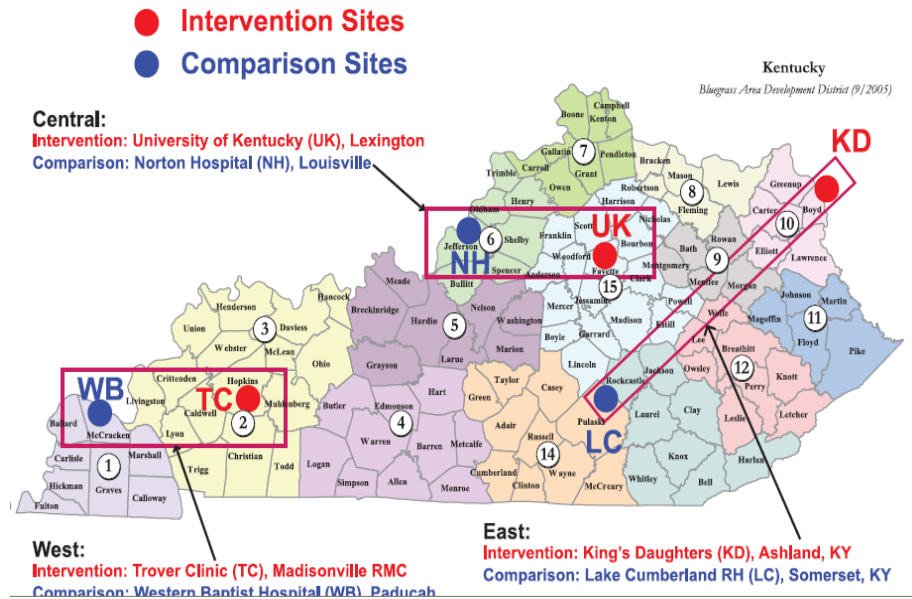 Intervention Sites
Comparison Sites
Kentucky
Bluegrass Area Development District (9/2005)
Central:
Intervention: University of Kentucky (UK), Lexington
Comparison: Norton Hospital (NH), Louisville
KD
Boone
Campbell
Kenton
7
Gallatin
Pendleton
Carroll
Grant
Owen
Trimble
Bracken
Mason
8
Lewis
Fleming
Robertson
Greenup
Boyd
Carter
10
Elliott
Lawrence
Oldham
Henry
Harrison
Nicholas
Jefferson
6
Shelby
Franklin
Scott
UK
Bourbon
NH
Spencer
Woodford
Fayette
Clark
Bullitt
Anderson
Montgomery
Bath
Rowan
9
Menifee
Morgan
15
Jessamine
Mercer
Madison
Powell
Estill
Boyle
Garrard
Lincoln
Meade
Breckinridge
Hardin
Nelson
Washington
5
Marion
Larue
Grayson
Hancock
Henderson
Union
3
Daviess
Webster
McLean
Ohio
Crittenden
Hopkins
WB
Livingston
TC
Caldwell
Muhlenberg
2
Lyon
Ballard
McCracken
Carlisle
Marshall
1
Hickman
Graves
Calloway
Fulton
Trigg
Christian
Todd
Butler
Edmonson
Hart
4
Warren
Barren
Metcalfe
Logan
Simpson
Allen
Monroe
Green
Taylor
Casey
Adair
Russell
Pulaski
LC
14
Wayne
Cumberland
Clinton
McCreary
Rockcastle
Jackson
Laurel
Clay
Knox
Whitley
Bell
Harlan
Wolfe
Lee
Breathitt
Owsley
12
Perry
Knott
Leslie
Letcher
Johnson
Martin
Magoffin
11
Floyd
Pike
West:
Intervention: Trover Clinic (TC), Madisonville RMC
Comparison: Western Baptist Hospital (WB), Paducah
East:
Intervention: King's Daughters (KD), Ashland, KY
Comparison: Lake Cumberland RH (LC), Somerset, KY